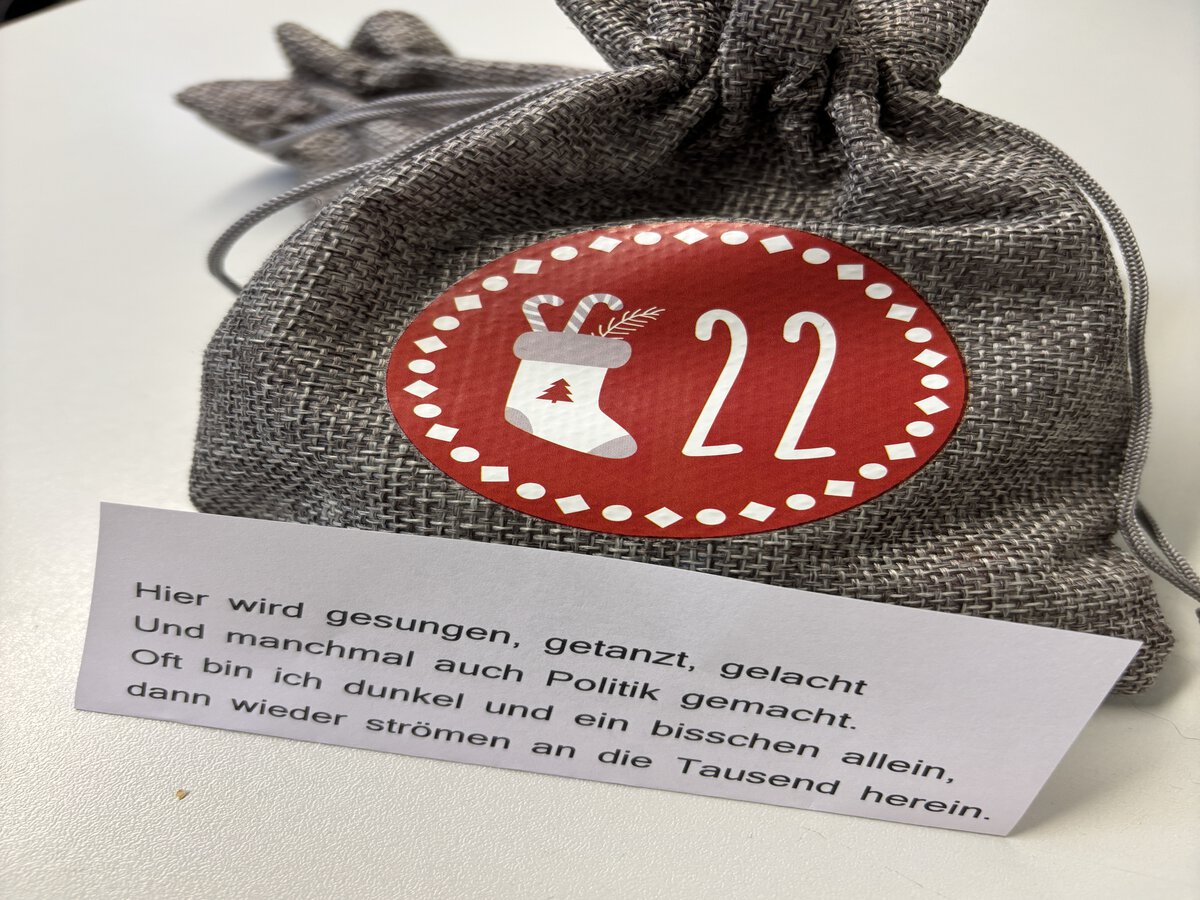 22
Hier wird gesungen, getanzt, gelacht
Und manchmal auch Politik gemacht.
Oft bin ich dunkel und ein bisschen allein,
dann wieder strömen an die Tausend herein.